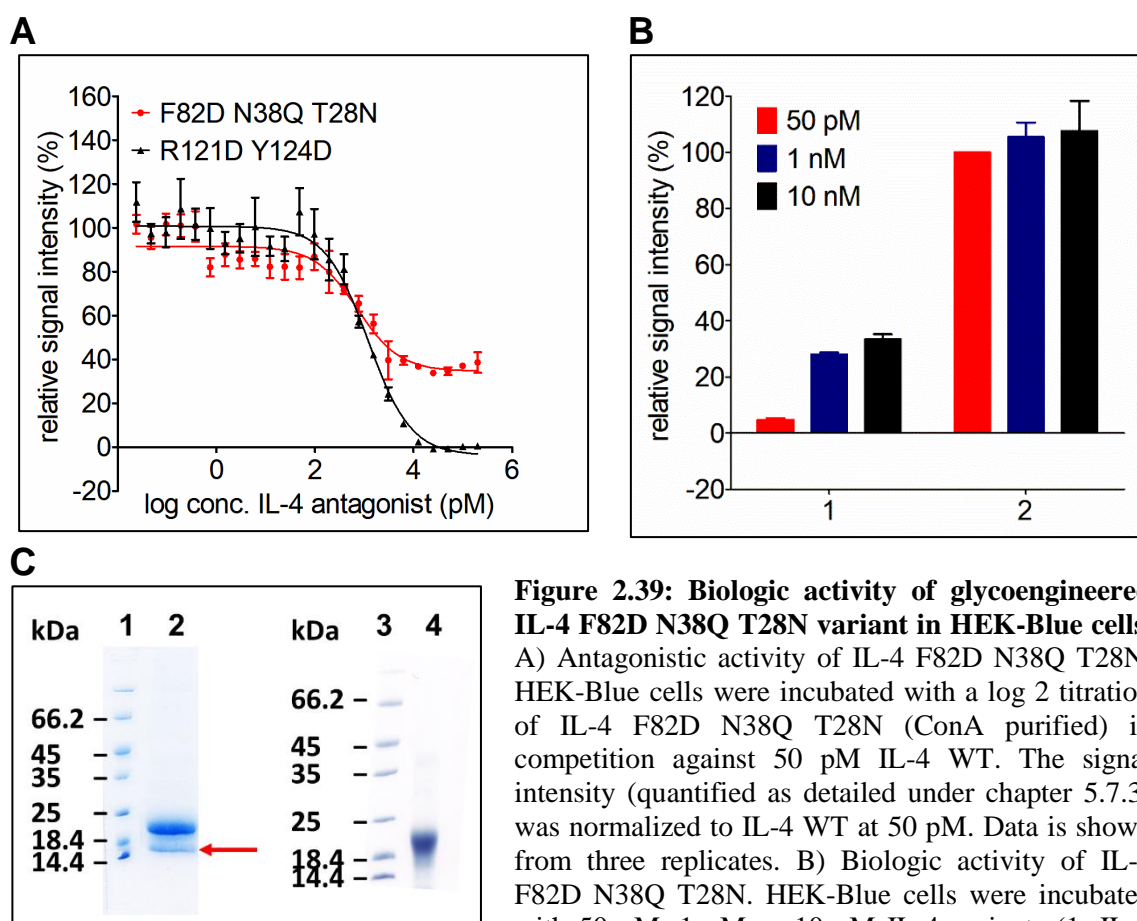 A
160
140
120
100
80
60
40
20
0
-20
relative signal intensity (%)
F82D N38Q T28N
R121D Y124D
0 2 4 6
log conc. IL-4 antagonist (pM)
B
120
100
80
60
40
20
0
-20
relative signal intensity (%)
50 pM
1 nM
10 nM
1 2
C
kDa 1 2
66.2
45
35
25
18.4
14.4
kDa 3 4
66.2
45
35
25
18.4
14.4
Figure 2.39: Biologic activity of glycoengineere
IL-4 F82D N38Q T28N variant in HEK-Blue cells
A) Antagonistic activity of IL-4 F82D N38Q T28N
HEK-Blue cells were incubated with a log 2 titratio
of IL-4 F82D N38Q T28N (ConA purified) i
competition against 50 pM IL-4 WT. The signa
intensity (quantified as detailed under chapter 5.7.3
was normalized to IL-4 WT at 50 pM. Data is show
from three replicates. B) Biologic activity of IL-
F82D N38Q T28N. HEK-Blue cells were incubate